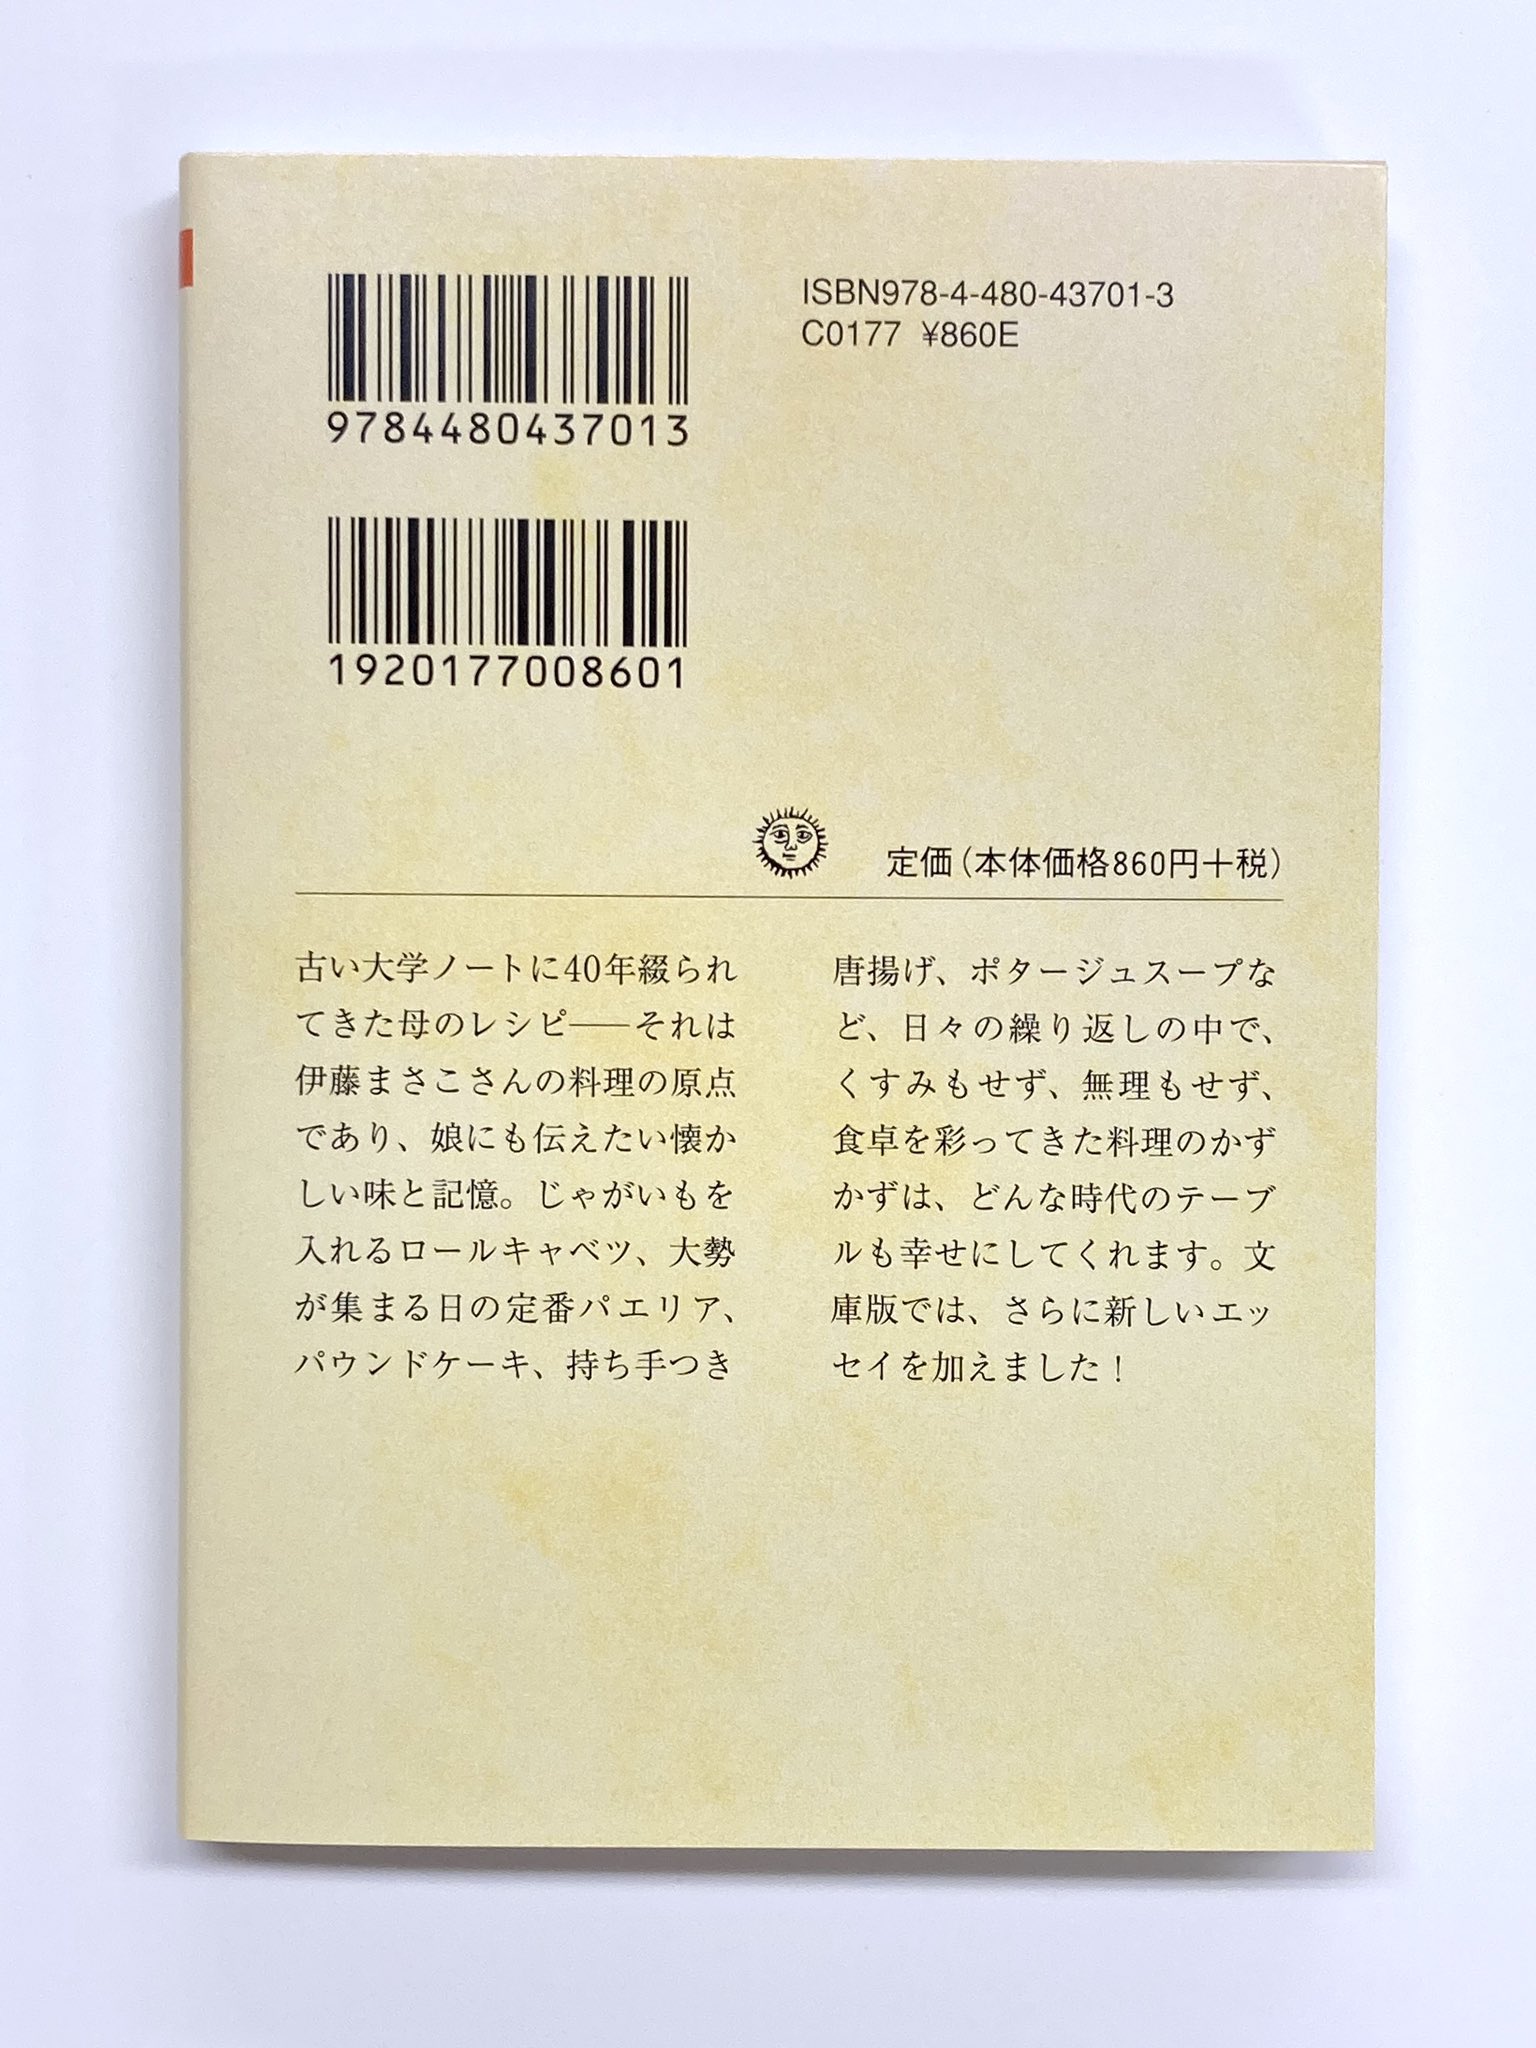 9784480437013
ISBN978-4-480-43701-3
C0177 ¥860E
1920177008601
定価(本体価格860円+税)
古い大学ノートに40年綴られ
てきた母のレシピ――それは
伊藤まさこさんの料理の原点
であり、娘にも伝えたい懐か
しい味と記憶。じゃがいもを
入れるロールキャベツ、大勢
が集まる日の定番パエリア、
パウンドケーキ、持ち手つき
唐揚げ、ポタージュスープな
ど、日々の繰り返しの中で、
くすみもせず、無理もせず、
食卓を彩ってきた料理のかず
かずは、どんな時代のテーブ
ルも幸せにしてくれます。文
庫版では、さらに新しいエッ
セイを加えました！